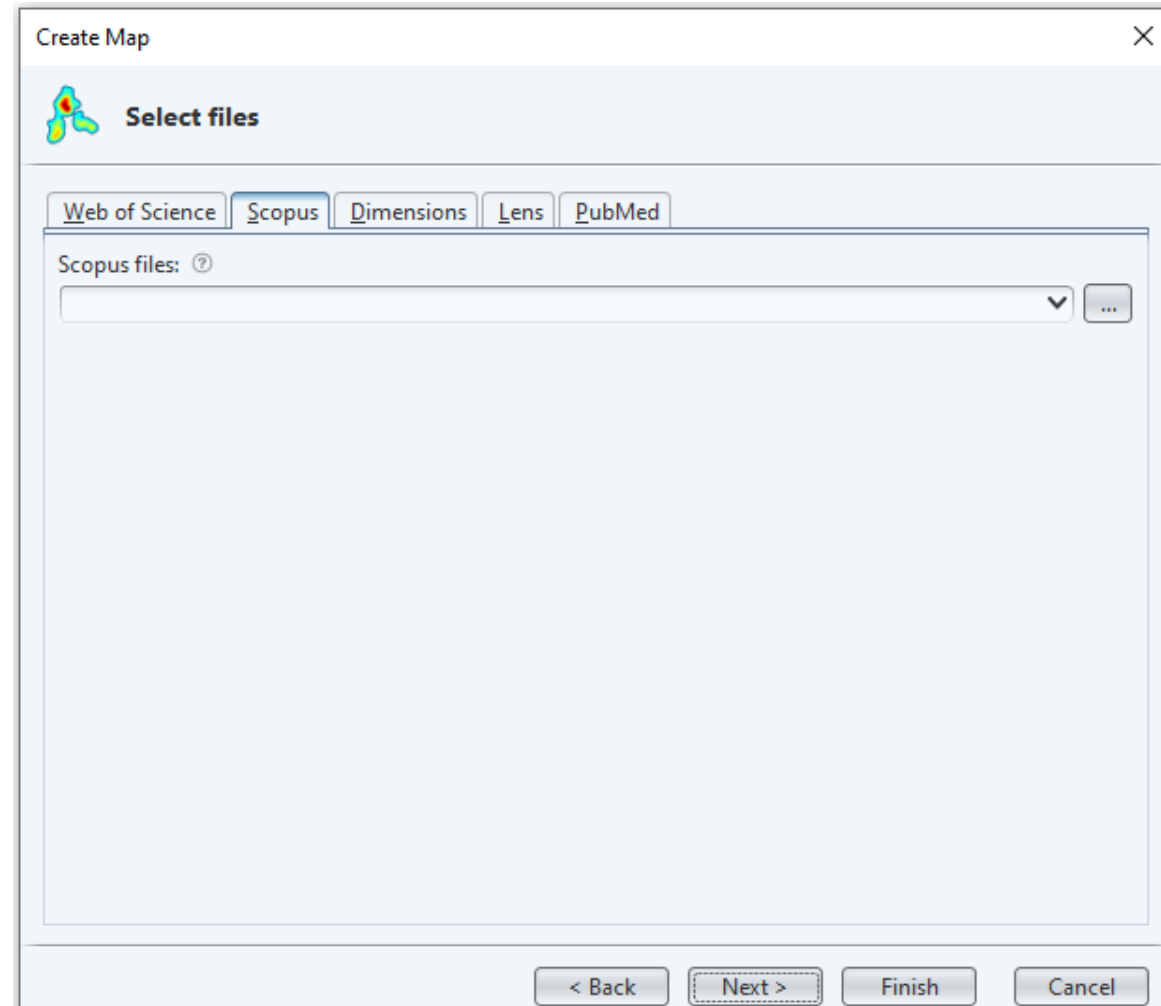 Create Map
Select files
Web of Science Scopus Dimensions Lens PubMed
Scopus files: ?
...
< Back Next > Finish Cancel